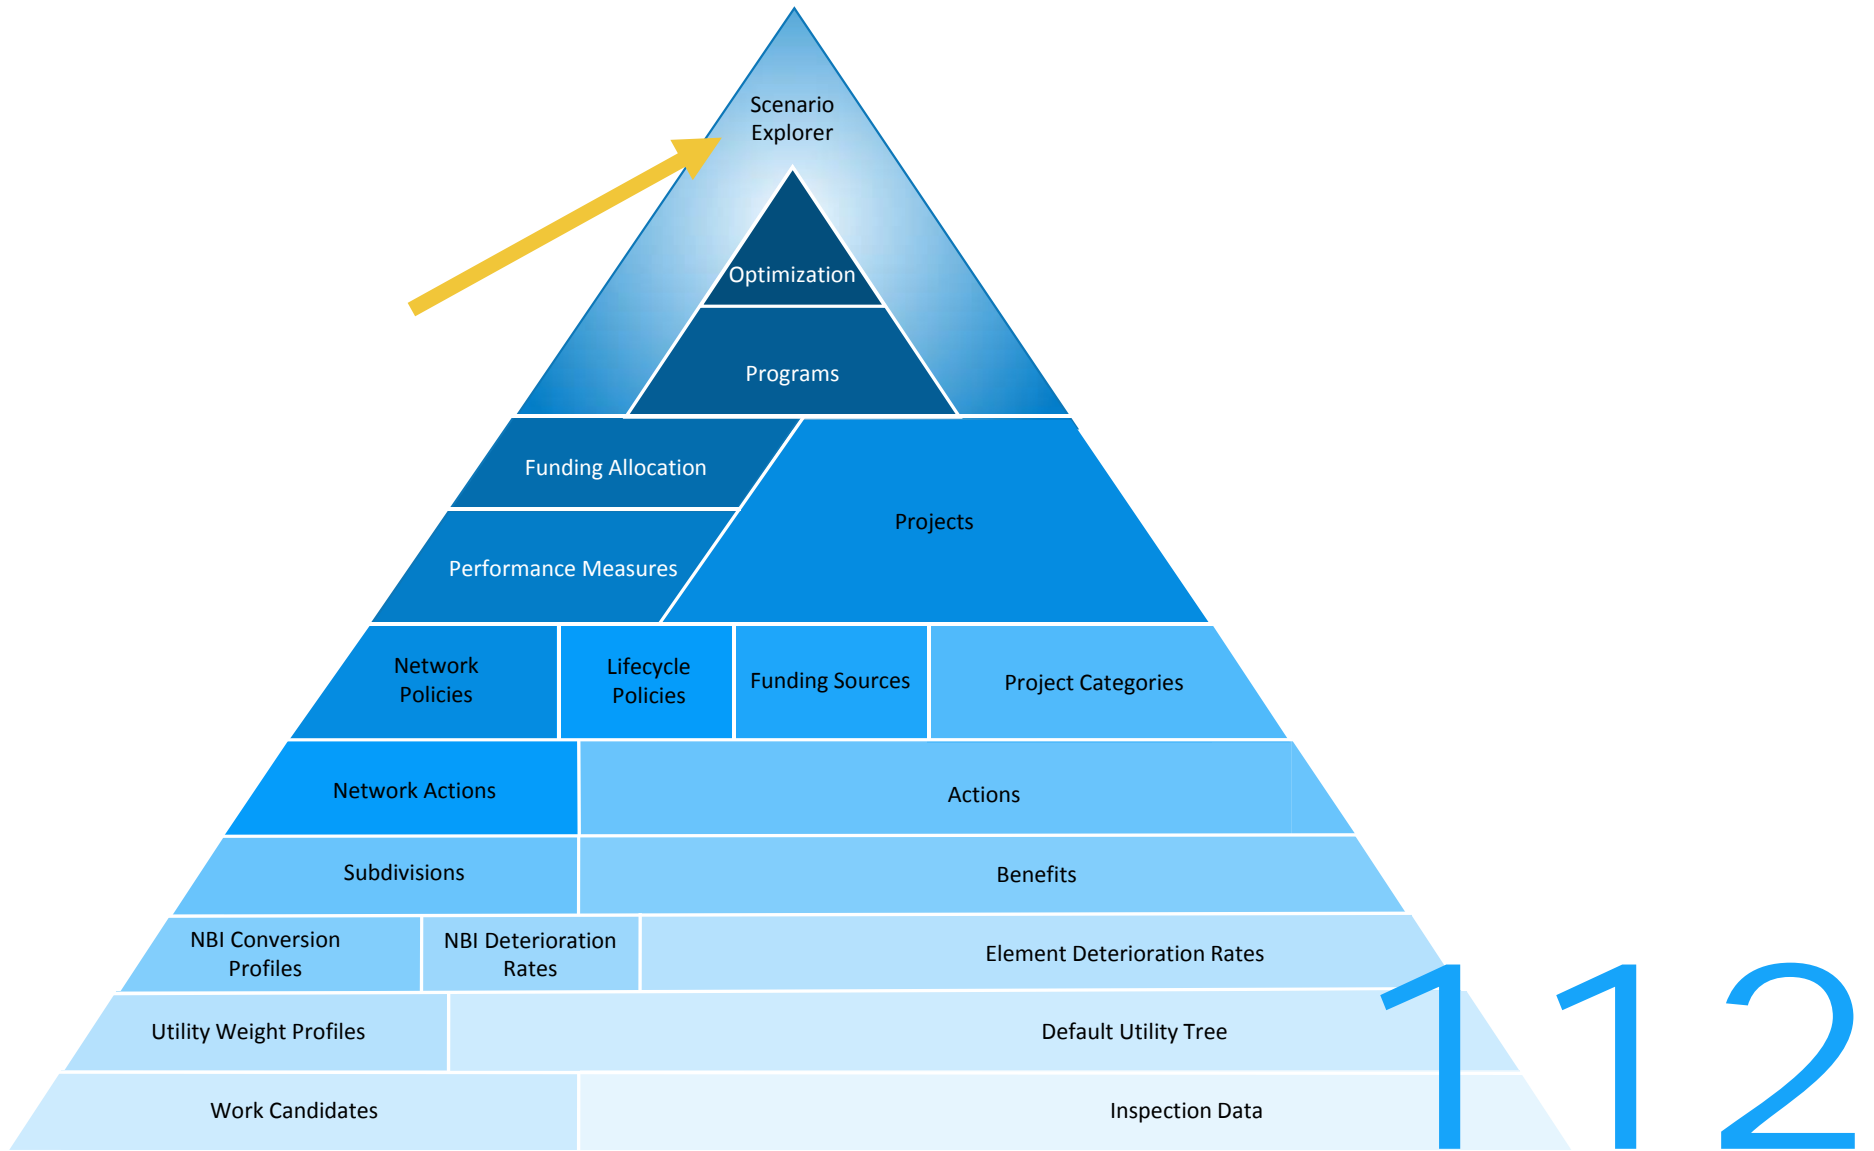 Scenario
Explorer
Optimization
Programs
Funding Allocation
Projects
Performance Measures
Network
Policies
Lifecycle
Policies
Funding Sources
Project Categories
Network Actions
Actions
Subdivisions
Benefits
NBI Conversion
Profiles
NBI Deterioration
Rates
Element Deterioration Rates
Utility Weight Profiles
Default Utility Tree
Work Candidates
Inspection Data
112